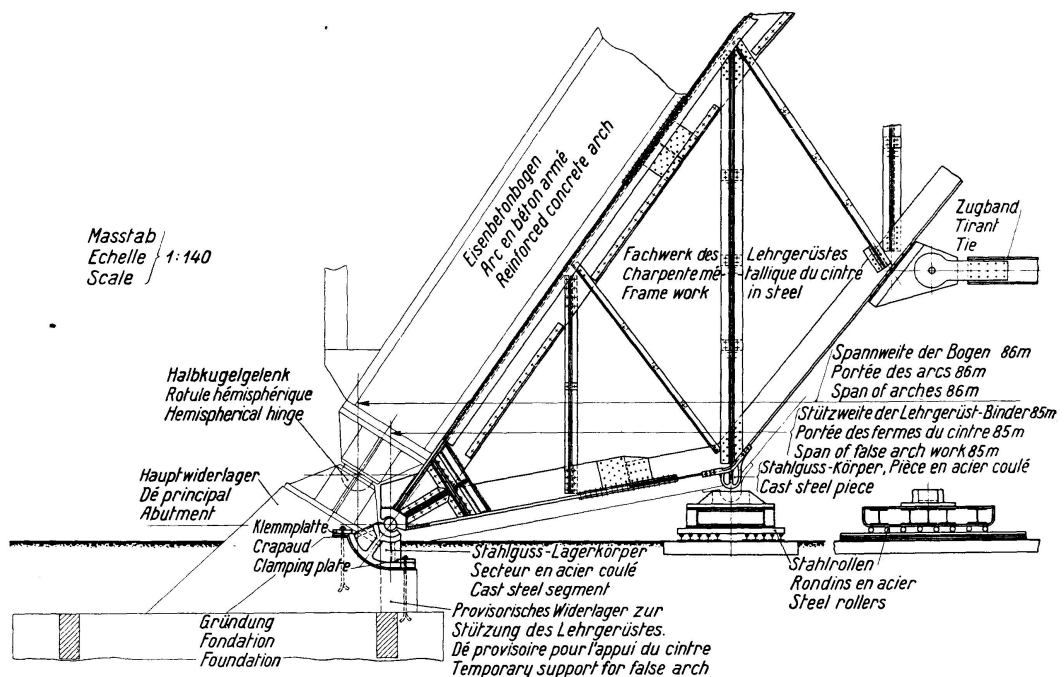 Masstab
Echelle
Scale
1:140
Eisenbetonbogen
Arc en béton armé
Reinforced concrete arch
Fachwerk des Lehrgerüstes
Charpente métallique du cintre
Frame work in steel
Zugband
Tirant
Tie
Halbkugelgelenk
Rotule hémisphérique
Hemispherical hinge
Spannweite der Bogen 86m
Portée des arcs 86m
Span of arches 86m
Stützweite der Lehrgerüst-Binder 85m
Portée des fermes du cintre 85m
Span of false arch work 85m
Stahlguss-körper, Pièce en acier coulé
Cast steel piece
Hauptwiderlager
Dé principal
Abutment
Klemmplatte
Crapaud
Clamping plate
Stahlguss-Lagerkörper
Secteur en acier coulé
Cast steel segment
Stahlrollen
Rondins en acier
Steel rollers
Provisorisches Widerlager zur
Stützung des Lehrgerüstes.
Dé provisoire pour l'appui du cintre
Temporary support for false arch
Gründung
Fondation
Foundation